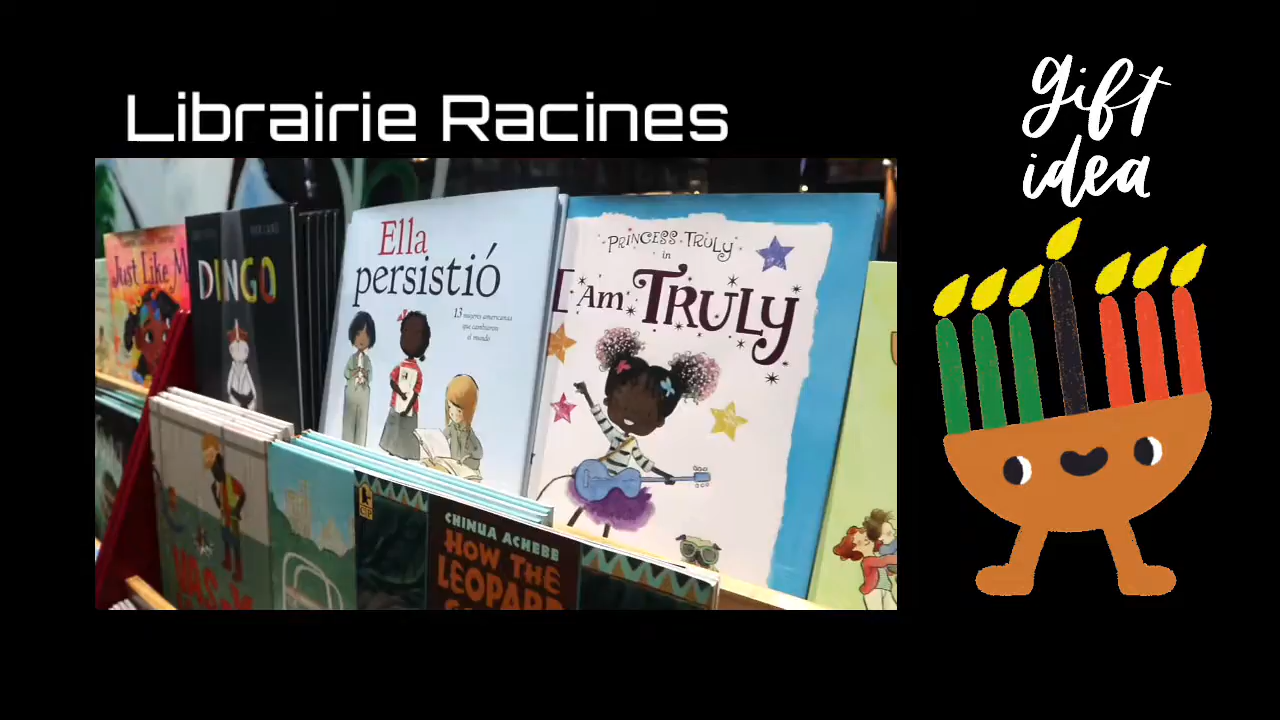 Librairie Racines
gift
idea
Just Like M
DINGO
Ella
persistió
13 mujeres americanas
que cambiaron
el mundo
PRINCESS TRULY
in
I Am TRULY
CHINUA ACHEBE
HOW THE
LEOPARD